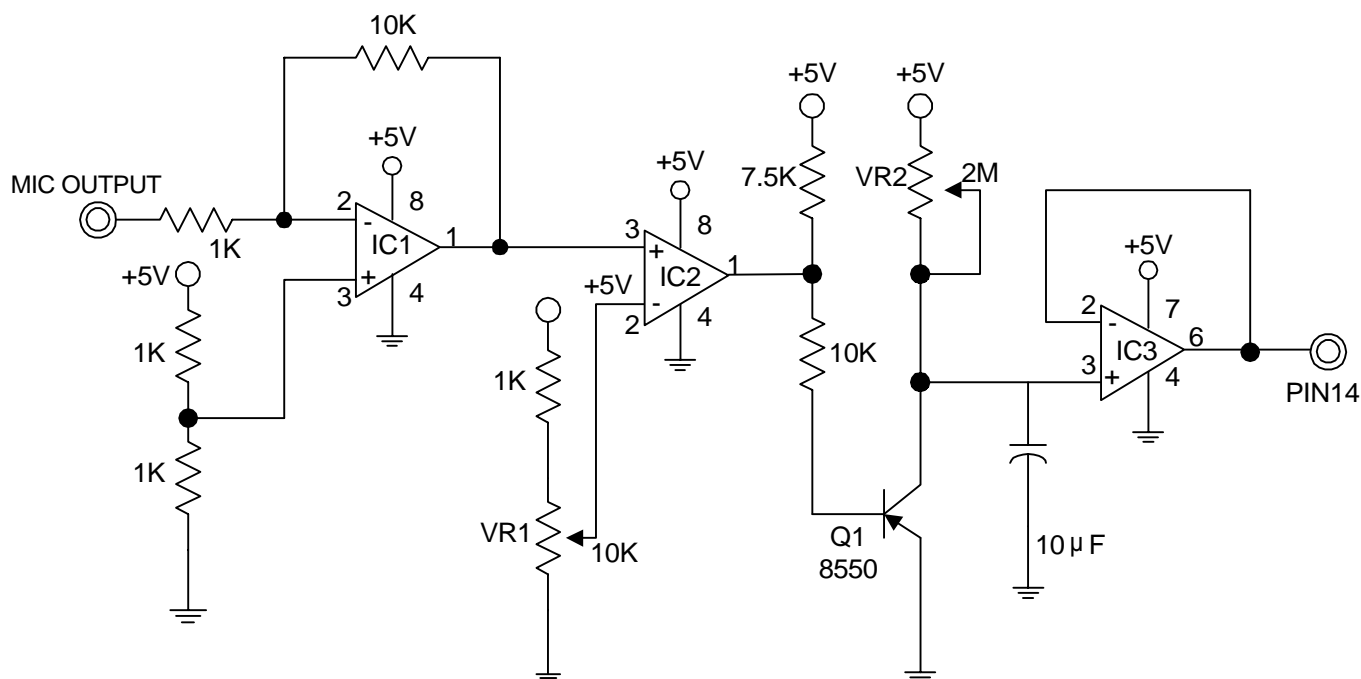 10K
+5V
MIC OUTPUT
1K
2
-
8
IC1
1
+
3
4
+5V
1K
1K
+5V
3
+
8
IC2
1
-
2
4
+5V
1K
VR1
10K
+5V
7.5K
10K
+5V
VR2
2M
Q1
8550
+5V
2
-
7
IC3
6
3
+
4
PIN14
10μF